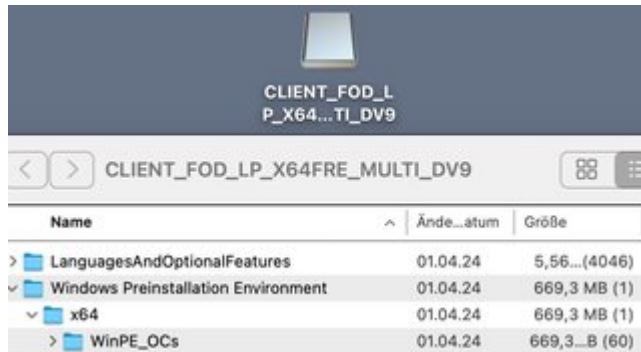 CLIENT_FOD_L
P_X64...TI_DV9
CLIENT_FOD_LP_X64FRE_MULTI_DV9
Name Ände...atum Größe
LanguagesAndOptionalFeatures 01.04.24 5,56...(4046)
Windows Preinstallation Environment 01.04.24 669,3 MB (1)
x64 01.04.24 669,3 MB (1)
WinPE_OCs 01.04.24 669,3...B (60)